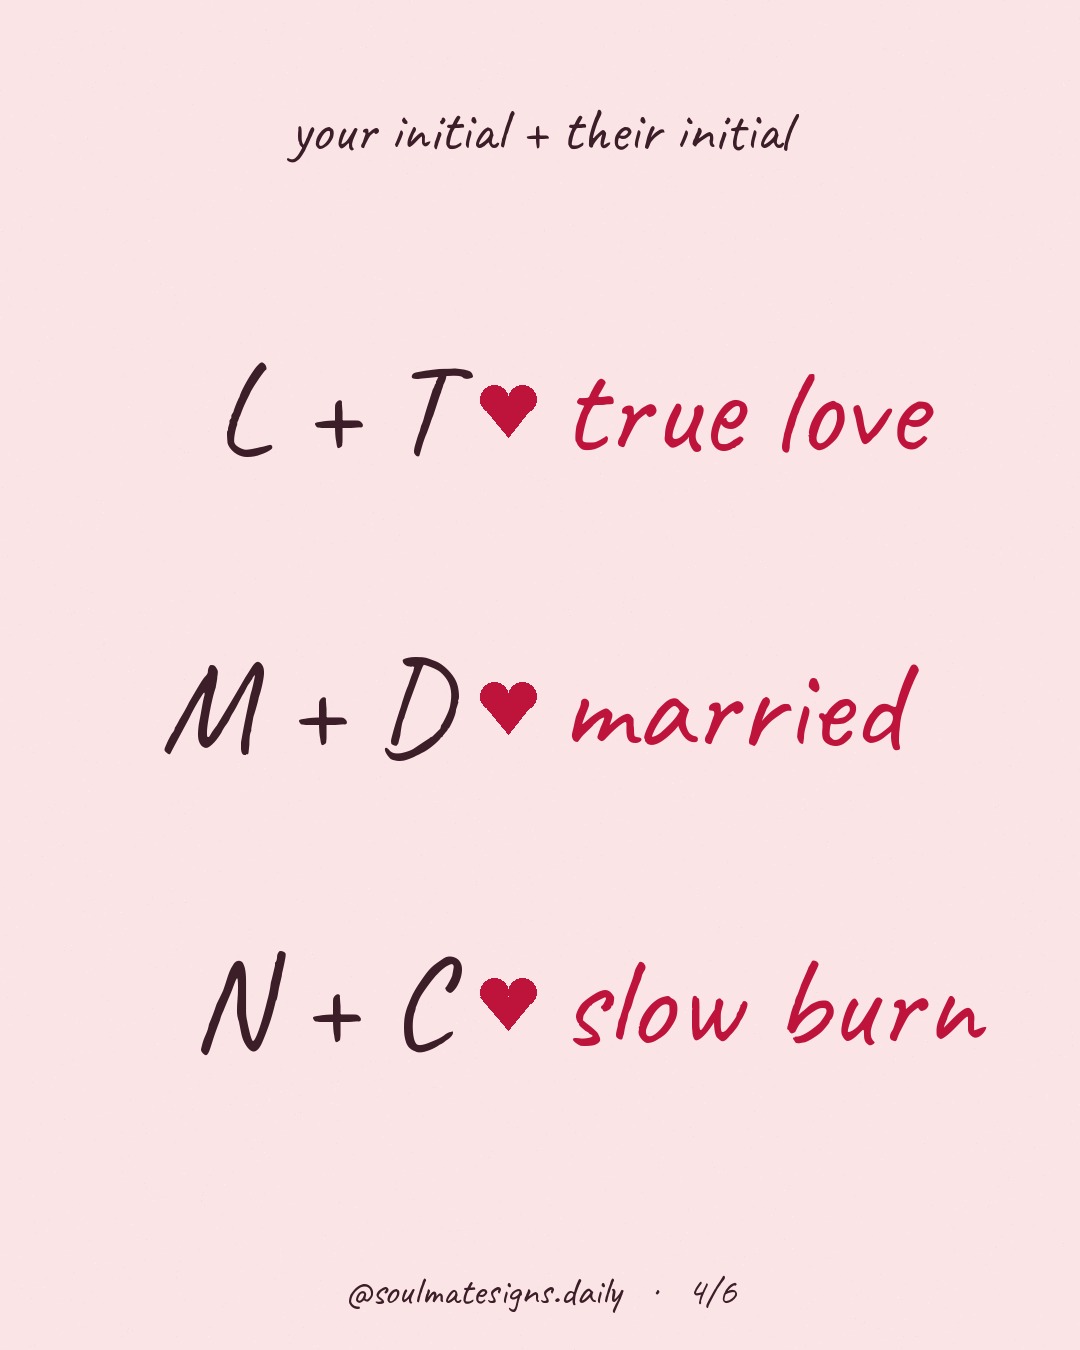 your initial + their initial
L + T ♥ true love
M + D ♥ married
N + C ♥ slow burn
@soulmatesigns.daily · 4/6